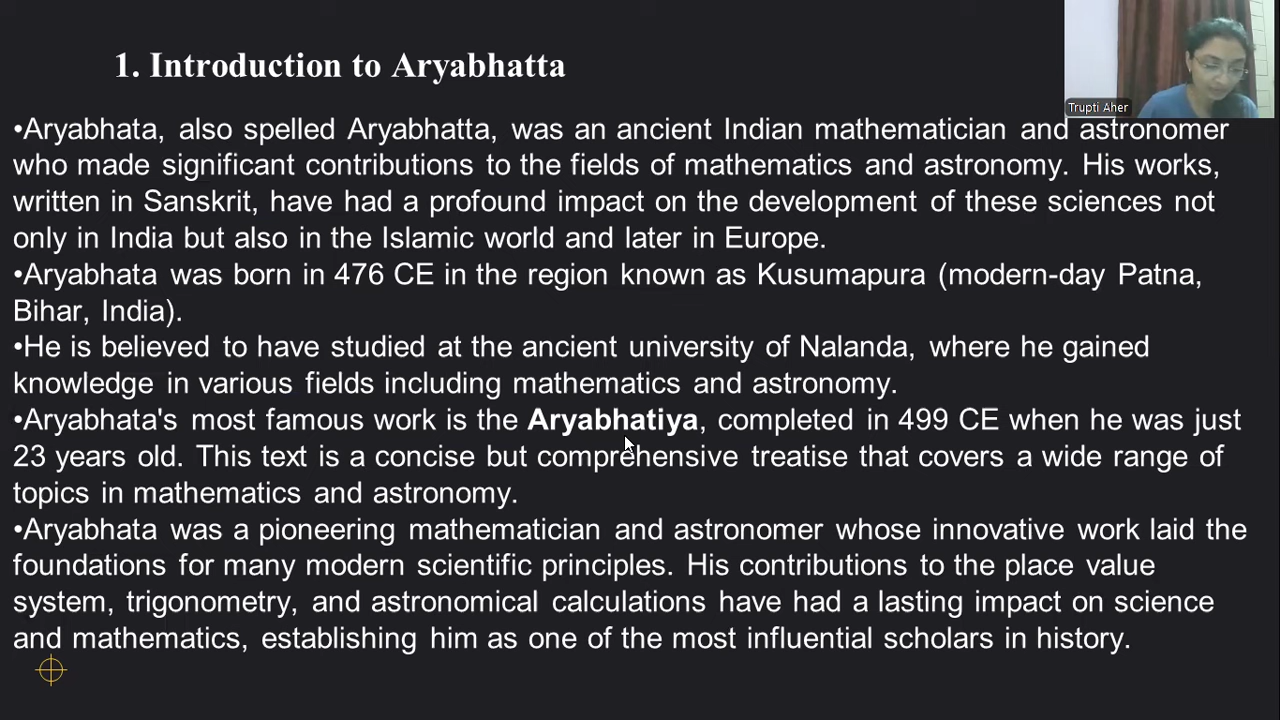 1. Introduction to Aryabhatta
Trupti Aher
•Aryabhata, also spelled Aryabhatta, was an ancient Indian mathematician and astronomer
who made significant contributions to the fields of mathematics and astronomy. His works,
written in Sanskrit, have had a profound impact on the development of these sciences not
only in India but also in the Islamic world and later in Europe.
•Aryabhata was born in 476 CE in the region known as Kusumapura (modern-day Patna,
Bihar, India).
•He is believed to have studied at the ancient university of Nalanda, where he gained
knowledge in various fields including mathematics and astronomy.
•Aryabhata's most famous work is the Aryabhatiya, completed in 499 CE when he was just
23 years old. This text is a concise but comprehensive treatise that covers a wide range of
topics in mathematics and astronomy.
•Aryabhata was a pioneering mathematician and astronomer whose innovative work laid the
foundations for many modern scientific principles. His contributions to the place value
system, trigonometry, and astronomical calculations have had a lasting impact on science
and mathematics, establishing him as one of the most influential scholars in history.